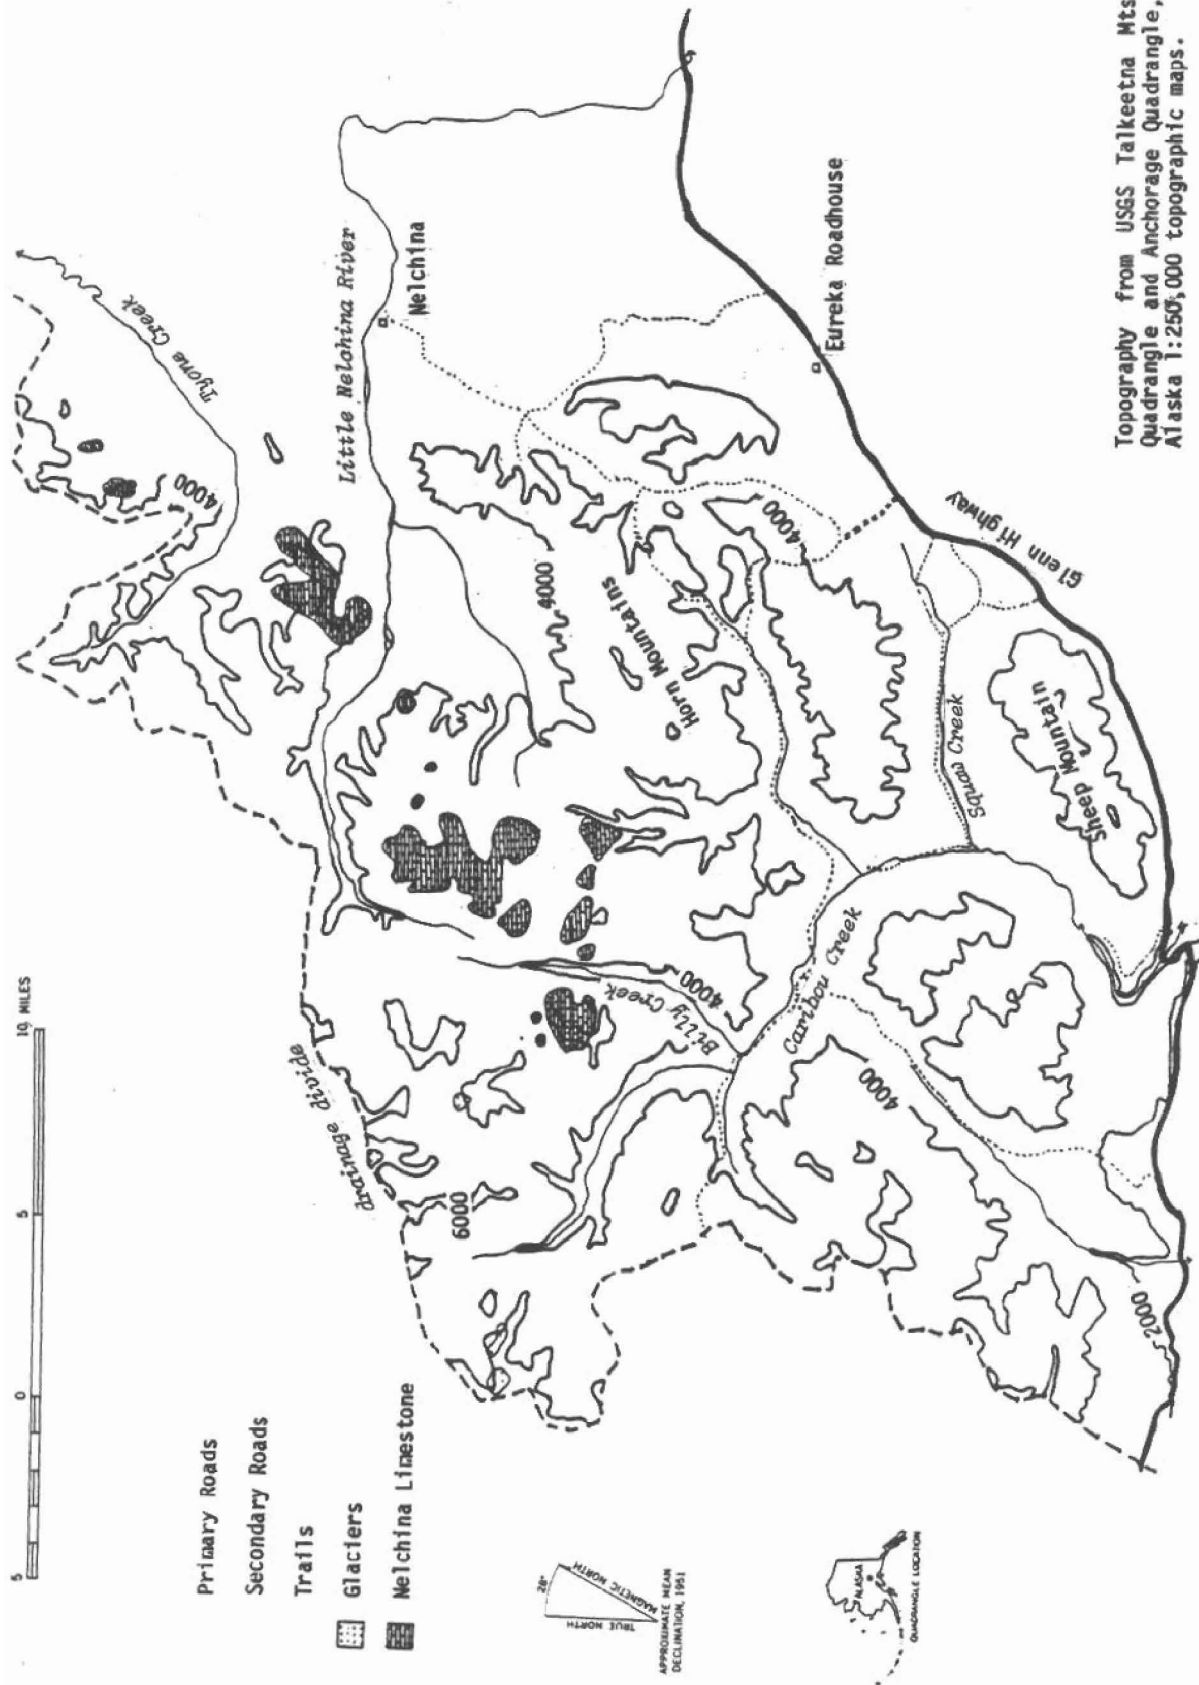 5
0
5
10 MILES
Primary Roads
Secondary Roads
Trails
Glaciers
Nelchina Limestone
28°
TRUE NORTH
MAGNETIC NORTH
APPROXIMATE MEAN
DECLINATION, 1951
ALASKA
QUADRANGLE LOCATION
drainage divide
Tyone Creek
4000
Little Nelchina River
Nelchina
6000
4000
Billy Creek
4000
Horn Mountains
4000
Eureka Roadhouse
Caribou Creek
4000
Squaw Creek
Glenn Highway
Sheep Mountain
2000
Topography from USGS Talkeetna Mts
Quadrangle and Anchorage Quadrangle,
Alaska 1:250,000 topographic maps.